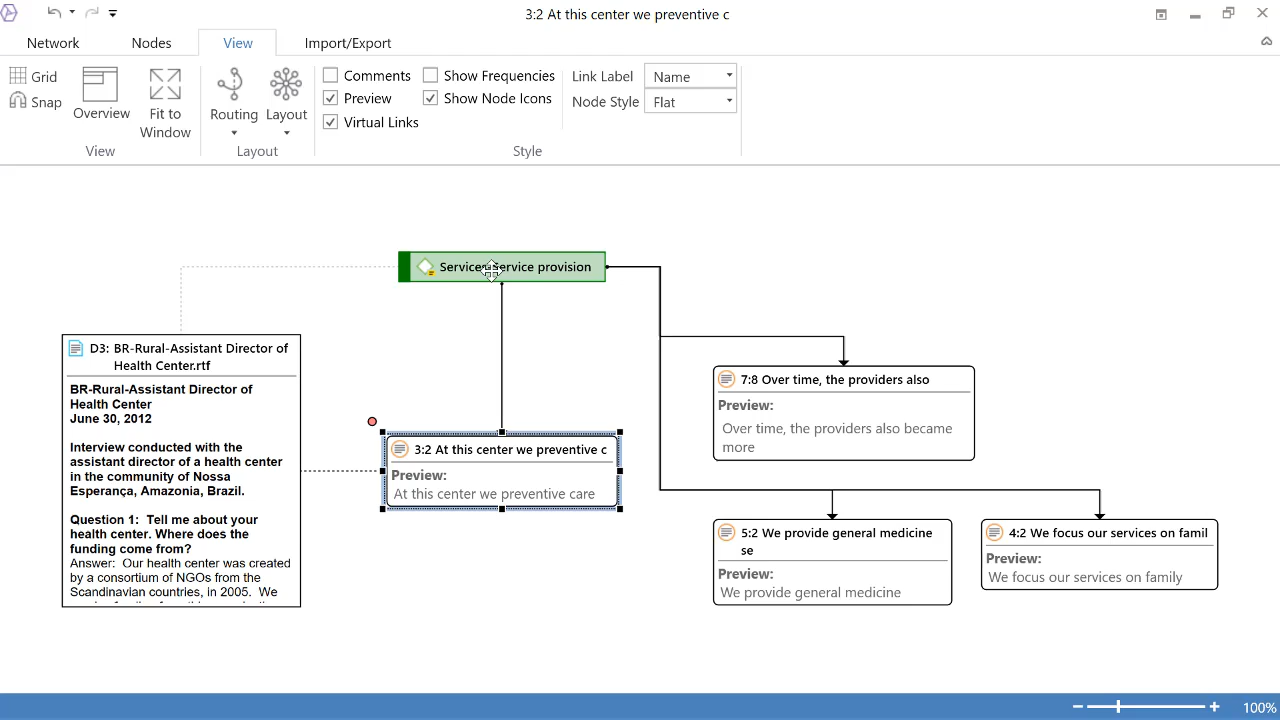 3:2 At this center we preventive c
Network Nodes View Import/Export
Grid
Snap
Overview
Fit to
Window
View
Routing
Layout
Layout
Comments
Show Frequencies
Preview
Show Node Icons
Virtual Links
Link Label Name
Node Style Flat
Style
Service provision
D3: BR-Rural-Assistant Director of
Health Center.rtf
BR-Rural-Assistant Director of
Health Center
June 30, 2012
Interview conducted with the
assistant director of a health center
in the community of Nossa
Esperança, Amazonia, Brazil.
Question 1: Tell me about your
health center. Where does the
funding come from?
Answer: Our health center was created
by a consortium of NGOs from the
Scandinavian countries, in 2005. We
3:2 At this center we preventive c
Preview:
At this center we preventive care
7:8 Over time, the providers also
Preview:
Over time, the providers also became
more
5:2 We provide general medicine
se
Preview:
We provide general medicine
4:2 We focus our services on famil
Preview:
We focus our services on family
100%